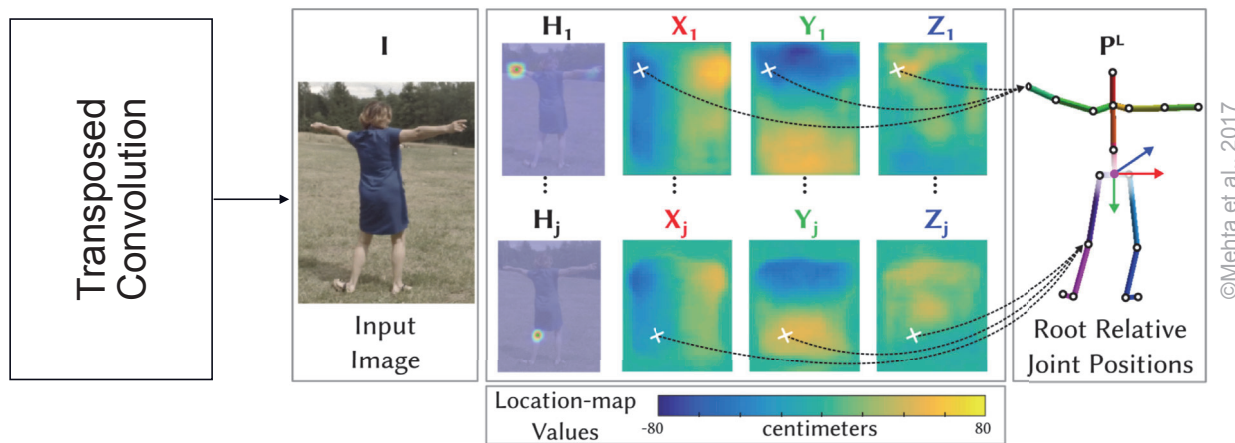 Transposed
Convolution
I
Input
Image
H1 X1 Y1 Z1
Hj Xj Yj Zj
Location-map
Values
-80 centimeters 80
P^L
Root Relative
Joint Positions
©Mehta et al., 2017